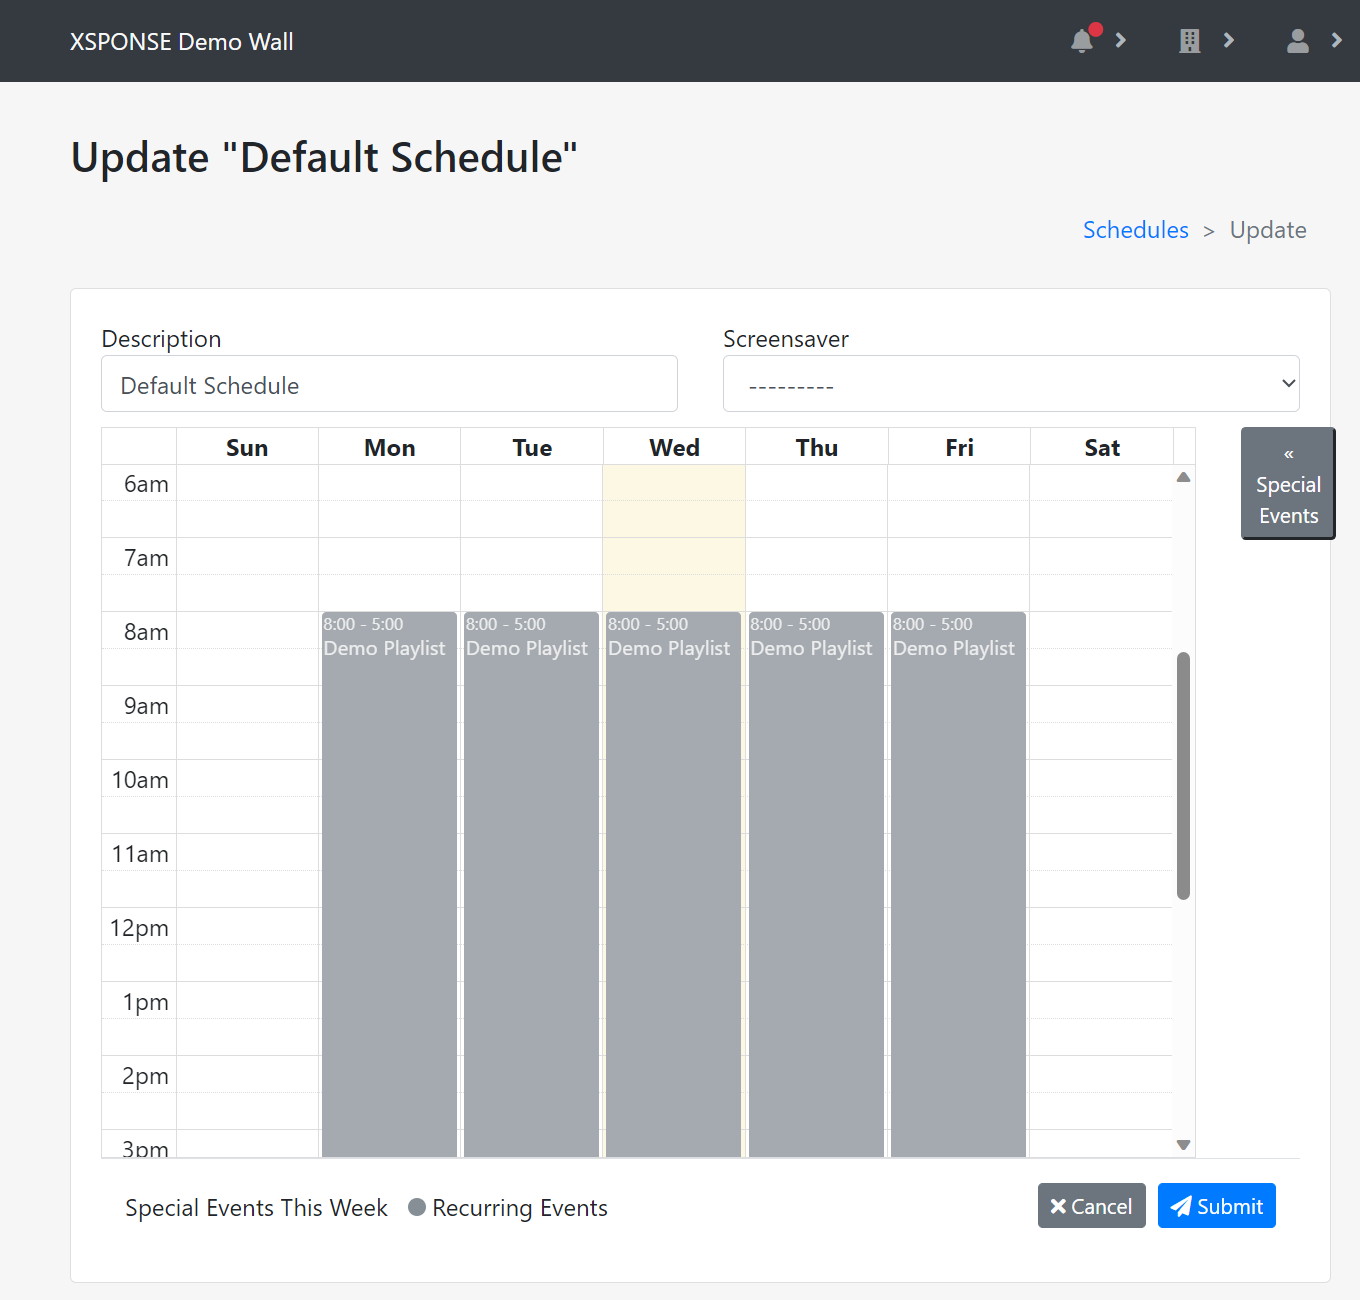 XSPONSE Demo Wall
Update "Default Schedule"
Schedules > Update
Description
Screensaver
Default Schedule
---------
Sun Mon Tue Wed Thu Fri Sat
«
Special
Events
6am
7am
8am
8:00 - 5:00 8:00 - 5:00 8:00 - 5:00 8:00 - 5:00 8:00 - 5:00
Demo Playlist Demo Playlist Demo Playlist Demo Playlist Demo Playlist
9am
10am
11am
12pm
1pm
2pm
3pm
Special Events This Week Recurring Events
Cancel Submit